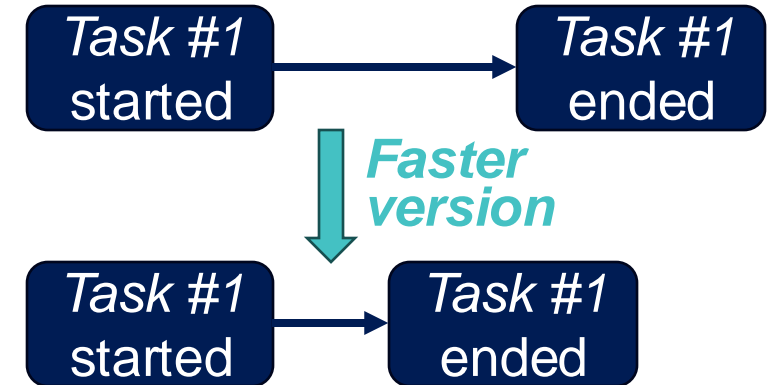 Task #1
started
Task #1
ended
Faster
version
Task #1
started
Task #1
ended